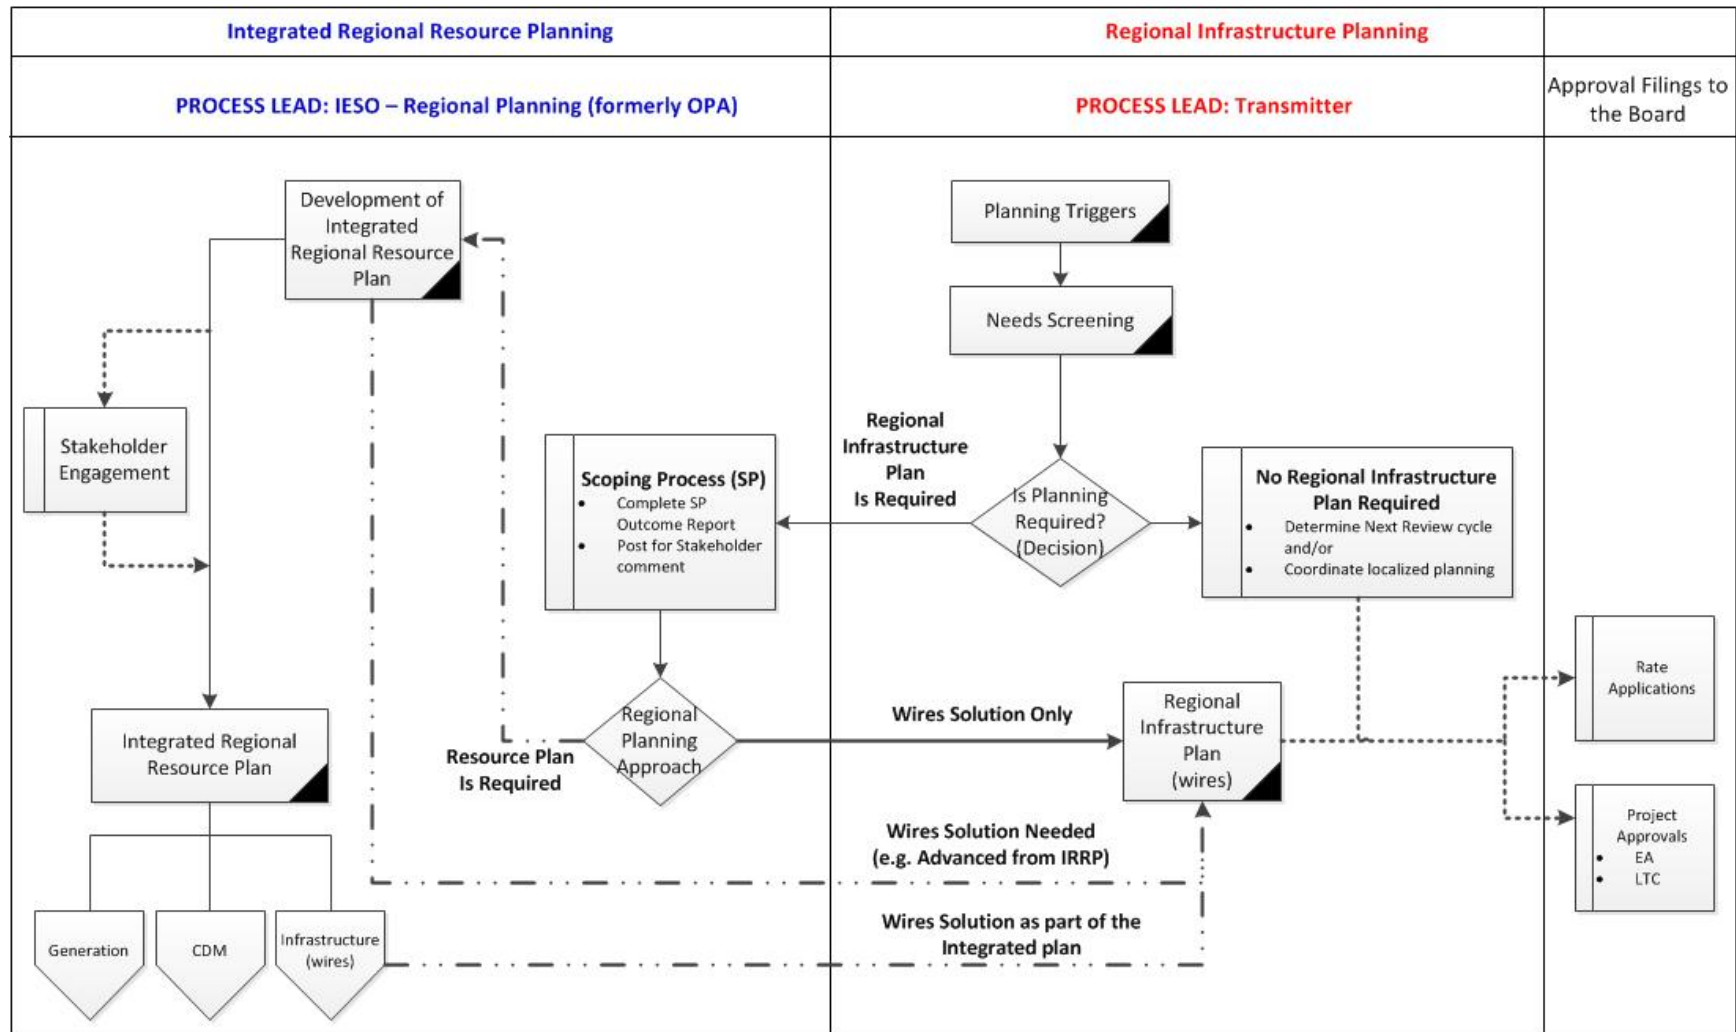 Integrated Regional Resource Planning
Regional Infrastructure Planning
PROCESS LEAD: IESO – Regional Planning (formerly OPA)
PROCESS LEAD: Transmitter
Approval Filings to
the Board
Development of
Integrated
Regional Resource
Plan
Planning Triggers
Needs Screening
Stakeholder
Engagement
Scoping Process (SP)
• Complete SP
Outcome Report
• Post for Stakeholder
comment
Regional
Infrastructure
Plan
Is Required
Is Planning
Required?
(Decision)
No Regional Infrastructure
Plan Required
• Determine Next Review cycle
and/or
• Coordinate localized planning
Rate
Applications
Integrated Regional
Resource Plan
Resource Plan
Is Required
Regional
Planning
Approach
Wires Solution Only
Regional
Infrastructure
Plan
(wires)
Project
Approvals
• EA
• LTC
Wires Solution Needed
(e.g. Advanced from IRRP)
Wires Solution as part of the
Integrated plan
Generation
CDM
Infrastructure
(wires)